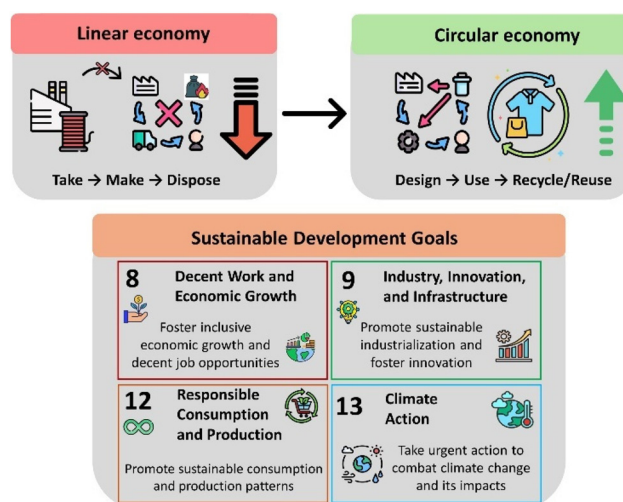 Linear economy
Take → Make → Dispose
Circular economy
Design → Use → Recycle/Reuse
Sustainable Development Goals
8
Decent Work and
Economic Growth
Foster inclusive
economic growth and
decent job opportunities
9
Industry, Innovation,
and Infrastructure
Promote sustainable
industrialization and
foster innovation
12
Responsible
Consumption
and Production
Promote sustainable consumption
and production patterns
13
Climate
Action
Take urgent action to
combat climate change
and its impacts